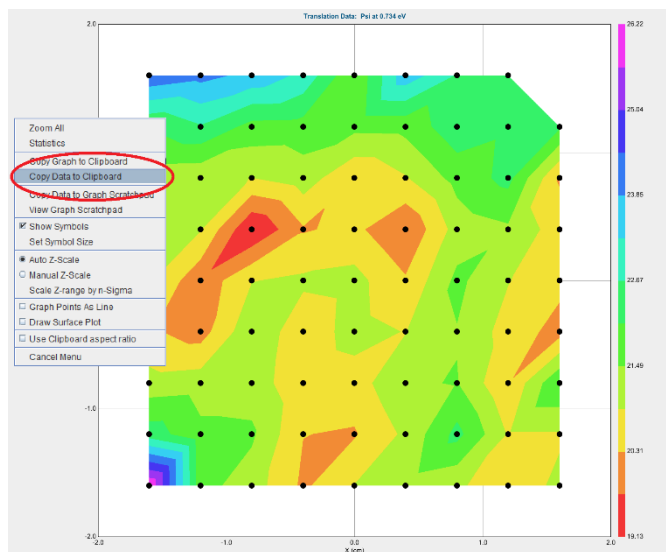 Translation Data: Psi at 0.734 eV
2.0
26.22
25.04
23.85
22.67
21.49
20.31
19.13
Zoom All
Statistics
Copy Graph to Clipboard
Copy Data to Clipboard
Copy Data to Graph Scratchpad
View Graph Scratchpad
Show Symbols
Set Symbol Size
Auto Z-Scale
Manual Z-Scale
Scale Z-range by n-Sigma
Graph Points As Line
Draw Surface Plot
Use Clipboard aspect ratio
Cancel Menu
-1.0
-2.0
-2.0 -1.0 0.0 1.0 2.0
X (cm)